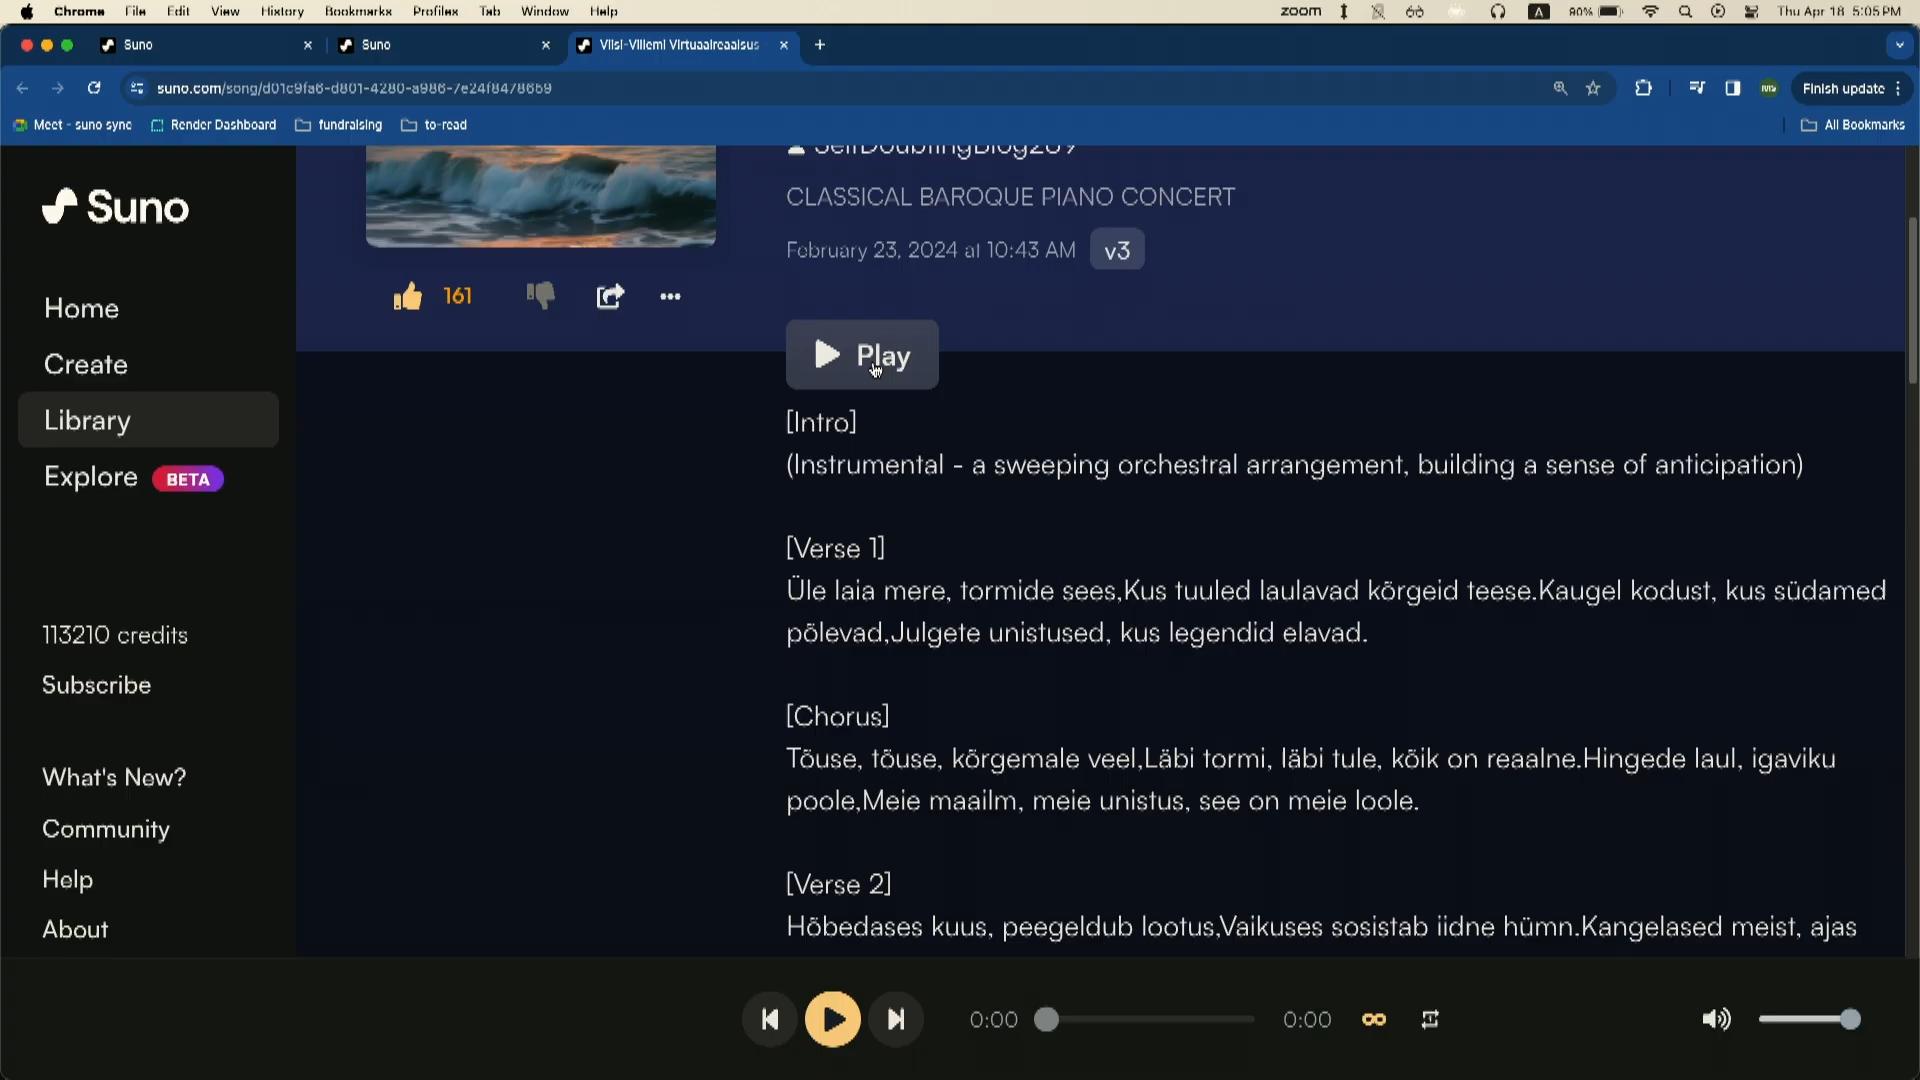 Chrome File Edit View History Bookmarks Profiles Tab Window Help zoom A 90% Thu Apr 18 5:05 PM
Suno
Suno
Viisi-Villemi Virtuaalreaalsus
suno.com/song/d01c9fa6-d801-4280-a986-7e24f84786b9
Finish update
Meet - suno sync Render Dashboard fundraising to-read All Bookmarks
Suno
Home
Create
Library
Explore BETA
113210 credits
Subscribe
What's New?
Community
Help
About
SelfDoubtingBlog209
CLASSICAL BAROQUE PIANO CONCERT
February 23, 2024 at 10:43 AM v3
161
Play
[Intro]
(Instrumental - a sweeping orchestral arrangement, building a sense of anticipation)
[Verse 1]
Üle laia mere, tormide sees,Kus tuuled laulavad kõrgeid teese.Kaugel kodust, kus südamed
põlevad,Julgete unistused, kus legendid elavad.
[Chorus]
Tõuse, tõuse, kõrgemale veel,Läbi tormi, läbi tule, kõik on reaalne.Hingede laul, igaviku
poole,Meie maailm, meie unistus, see on meie loole.
[Verse 2]
Hõbedases kuus, peegeldub lootus,Vaikuses sosistab iidne hümn.Kangelased meist, ajas
0:00 0:00